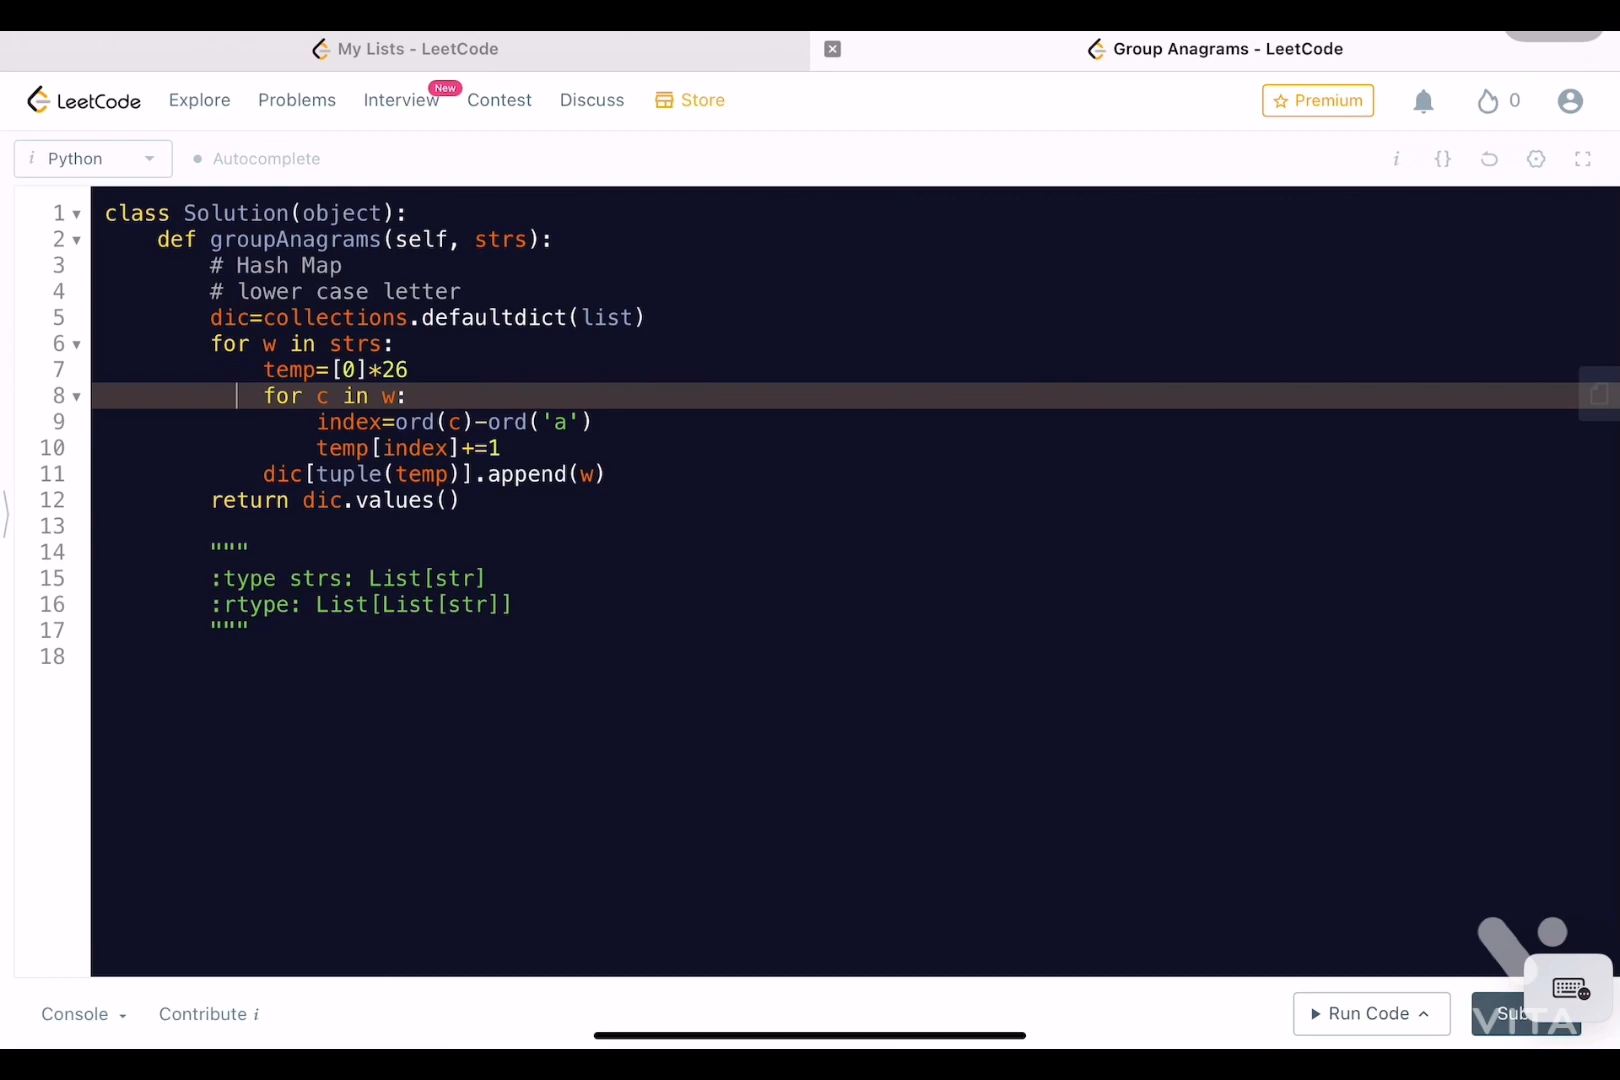 My Lists - LeetCode
Group Anagrams - LeetCode
LeetCode Explore Problems Interview New Contest Discuss Store Premium 0
i Python Autocomplete i {}
1 class Solution(object):
2 def groupAnagrams(self, strs):
3 # Hash Map
4 # lower case letter
5 dic=collections.defaultdict(list)
6 for w in strs:
7 temp=[0]*26
8 for c in w:
9 index=ord(c)-ord('a')
10 temp[index]+=1
11 dic[tuple(temp)].append(w)
12 return dic.values()
13
14 """
15 :type strs: List[str]
16 :rtype: List[List[str]]
17 """
18
Console Contribute i Run Code
VITA